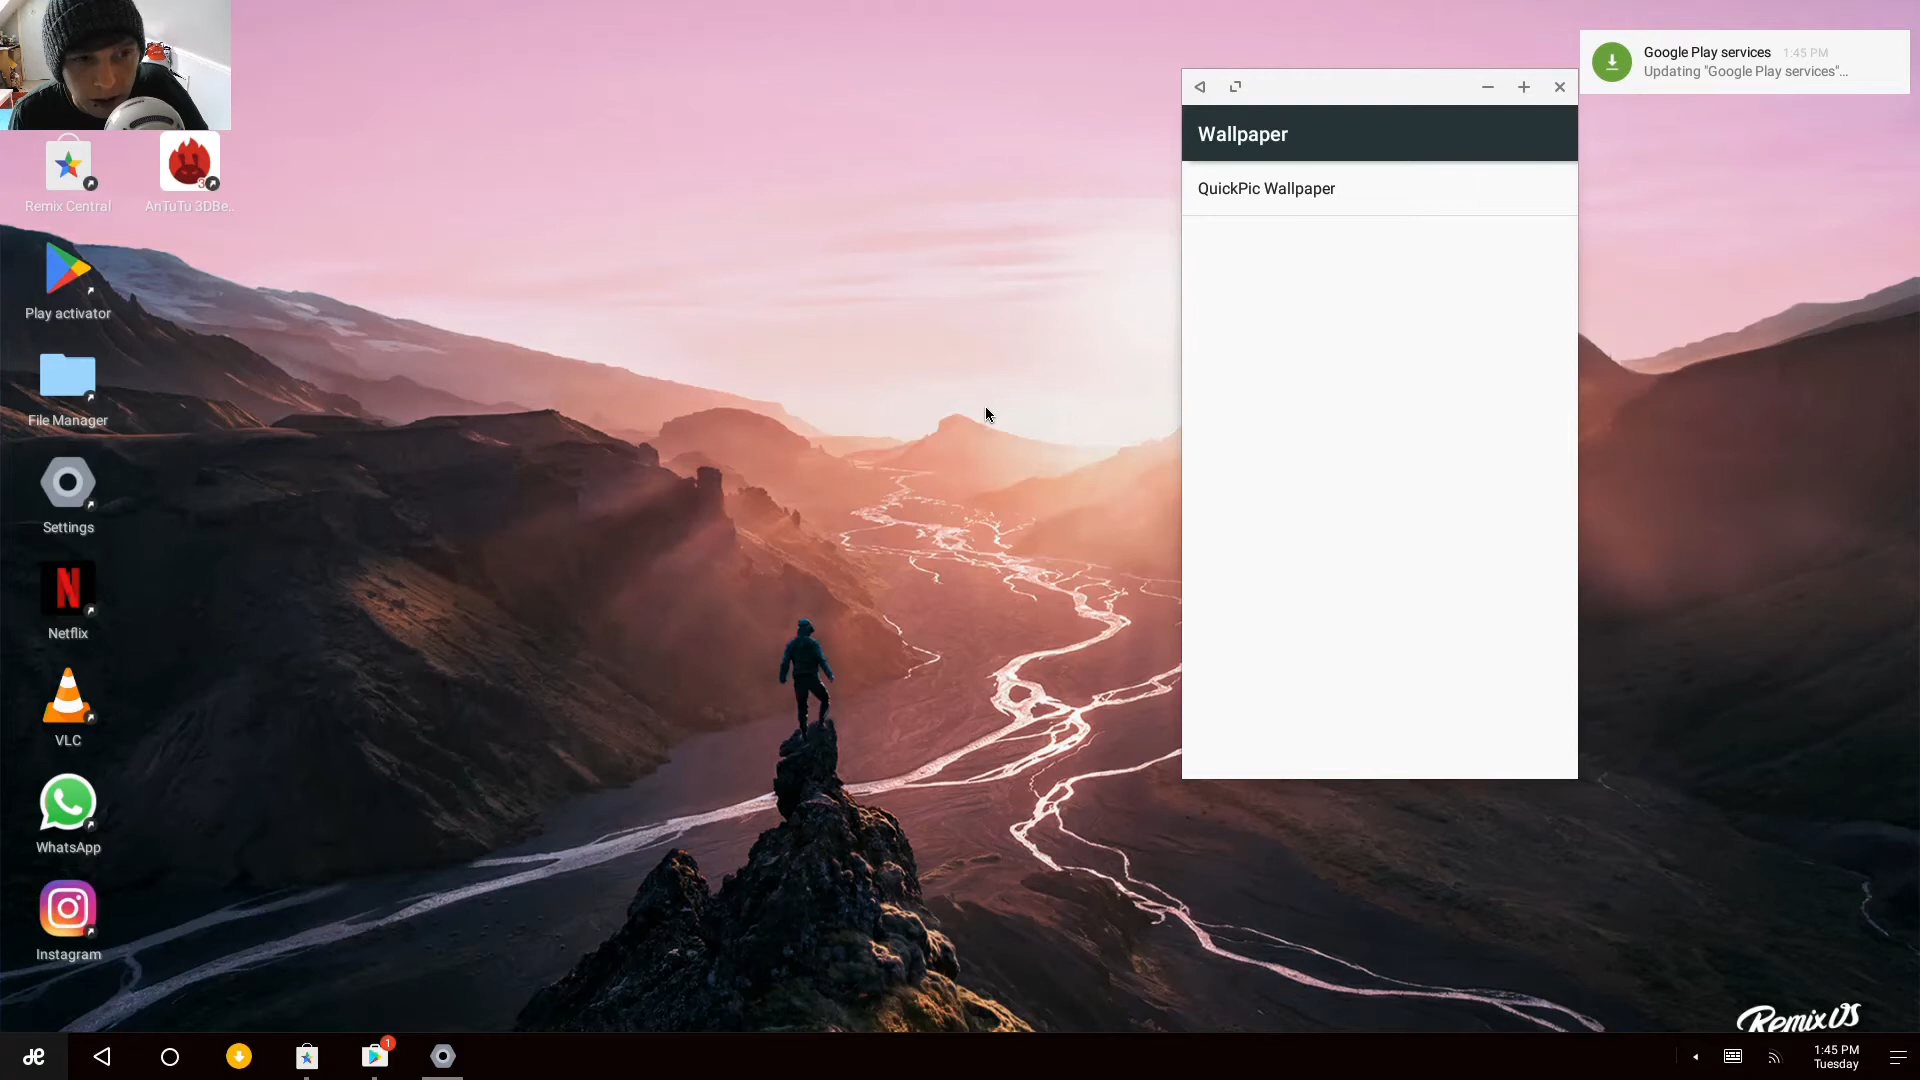 Google Play services 1:45 PM
Updating "Google Play services"...
Wallpaper
QuickPic Wallpaper
Remix Central
AnTuTu 3DBe..
Play activator
File Manager
Settings
Netflix
VLC
WhatsApp
Instagram
RemixOS
1
1:45 PM
Tuesday